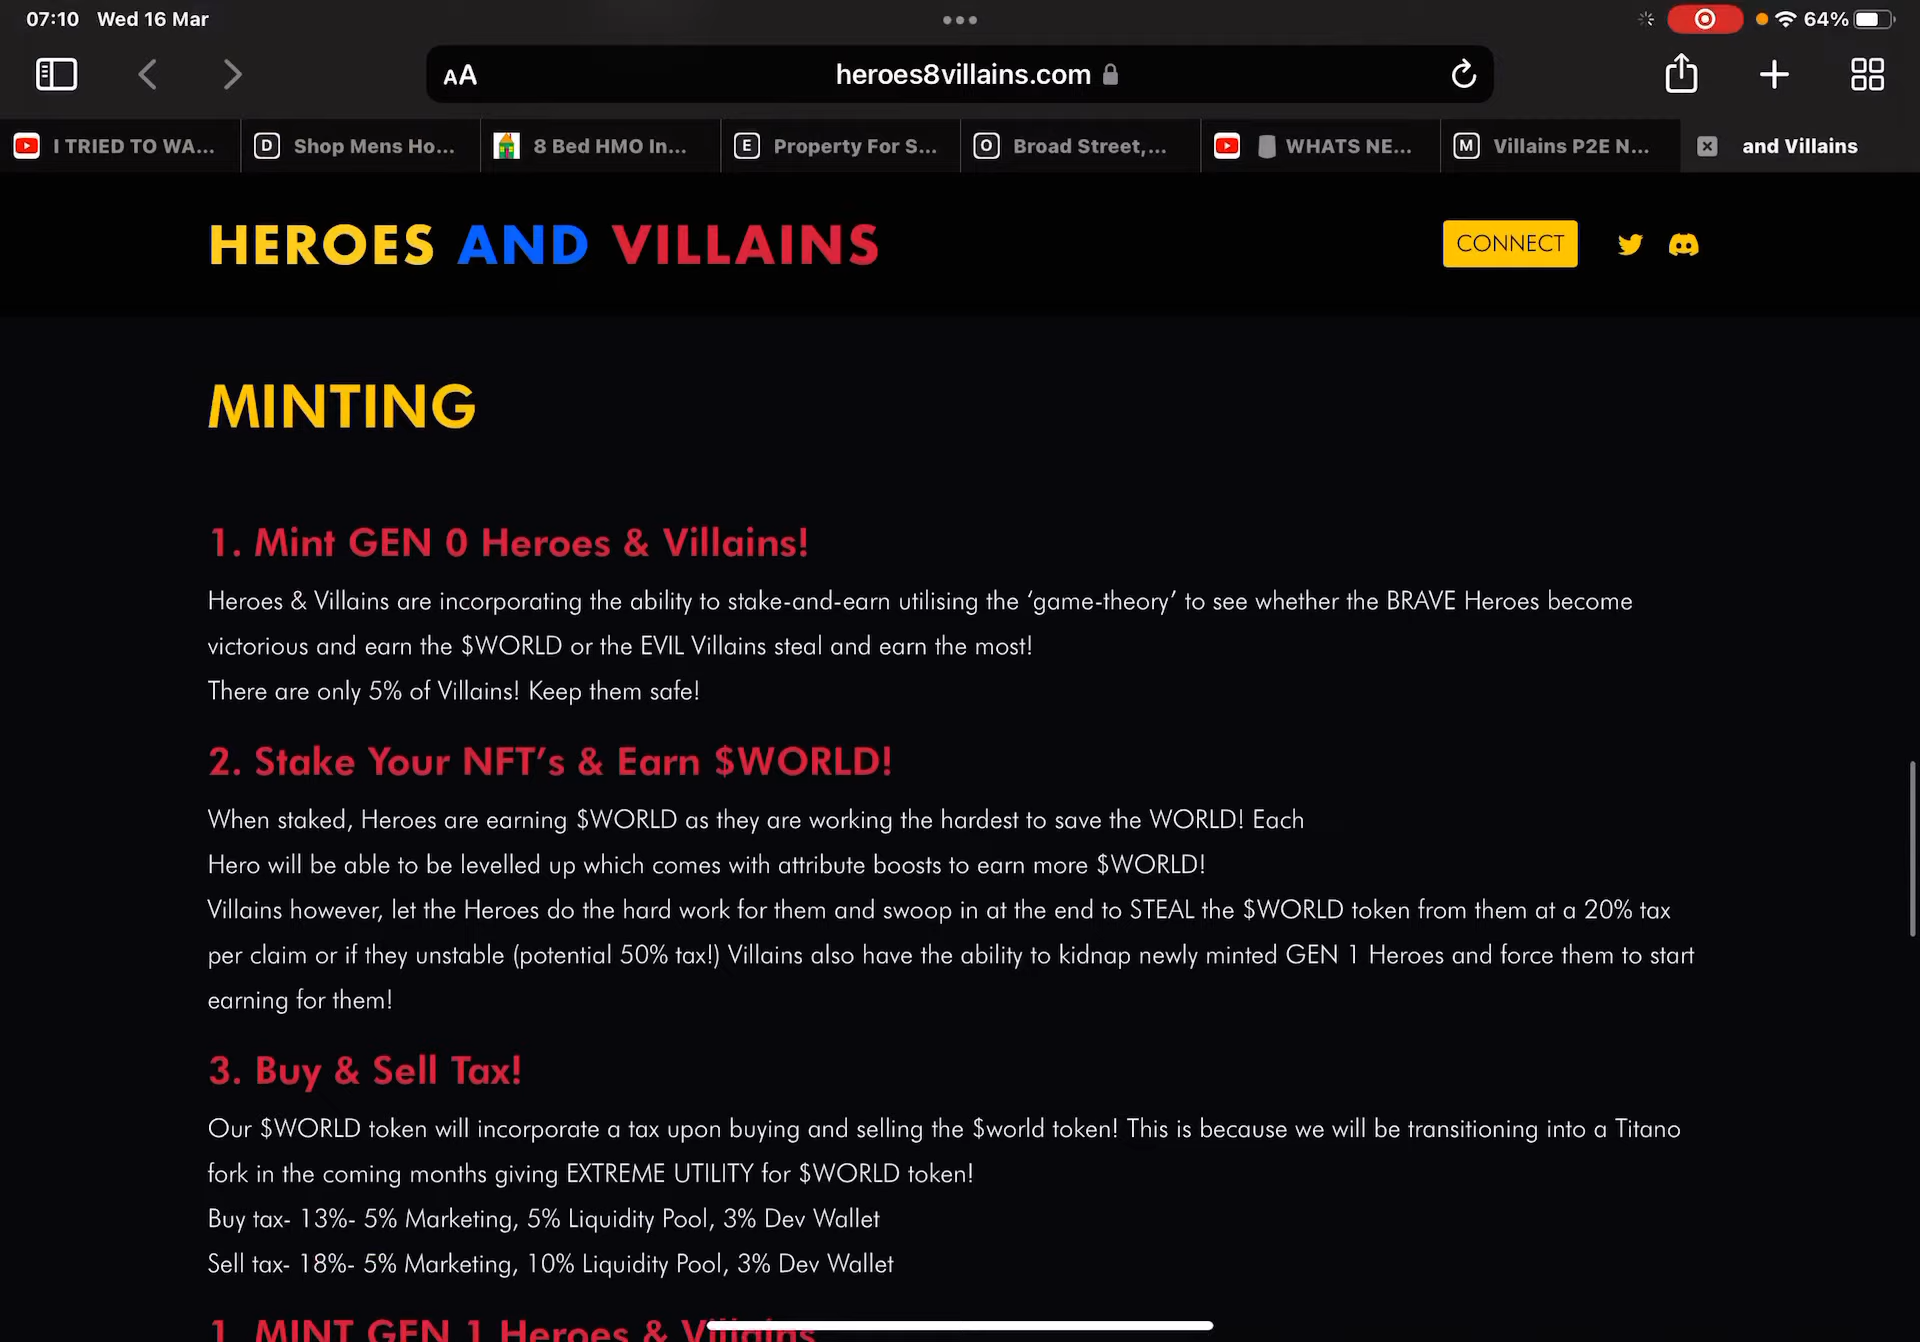 07:10 Wed 16 Mar
64%
AA
heroes8villains.com
I TRIED TO WA...
D Shop Mens Ho...
8 Bed HMO In...
E Property For S...
O Broad Street,...
WHATS NE...
M Villains P2E N...
and Villains
HEROES AND VILLAINS
CONNECT
MINTING
1. Mint GEN 0 Heroes & Villains!
Heroes & Villains are incorporating the ability to stake-and-earn utilising the ‘game-theory’ to see whether the BRAVE Heroes become
victorious and earn the $WORLD or the EVIL Villains steal and earn the most!
There are only 5% of Villains! Keep them safe!
2. Stake Your NFT’s & Earn $WORLD!
When staked, Heroes are earning $WORLD as they are working the hardest to save the WORLD! Each
Hero will be able to be levelled up which comes with attribute boosts to earn more $WORLD!
Villains however, let the Heroes do the hard work for them and swoop in at the end to STEAL the $WORLD token from them at a 20% tax
per claim or if they unstable (potential 50% tax!) Villains also have the ability to kidnap newly minted GEN 1 Heroes and force them to start
earning for them!
3. Buy & Sell Tax!
Our $WORLD token will incorporate a tax upon buying and selling the $world token! This is because we will be transitioning into a Titano
fork in the coming months giving EXTREME UTILITY for $WORLD token!
Buy tax- 13%- 5% Marketing, 5% Liquidity Pool, 3% Dev Wallet
Sell tax- 18%- 5% Marketing, 10% Liquidity Pool, 3% Dev Wallet
1. MINT GEN 1 Heroes & Villains